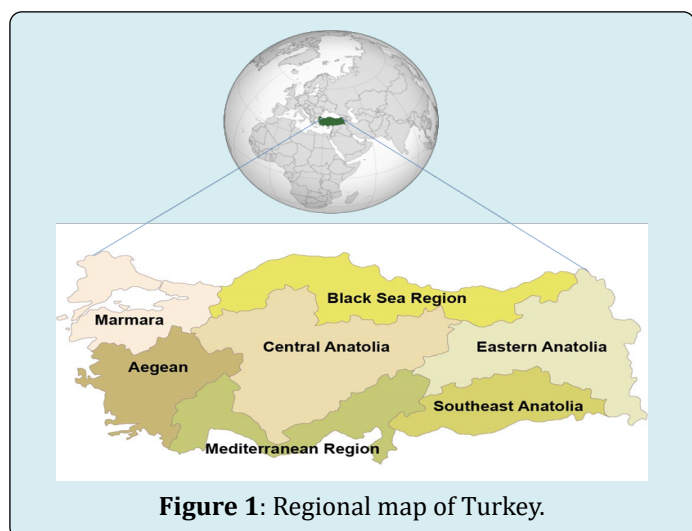 Black Sea Region
Marmara
Central Anatolia
Eastern Anatolia
Aegean
Southeast Anatolia
Mediterranean Region
Figure 1: Regional map of Turkey.